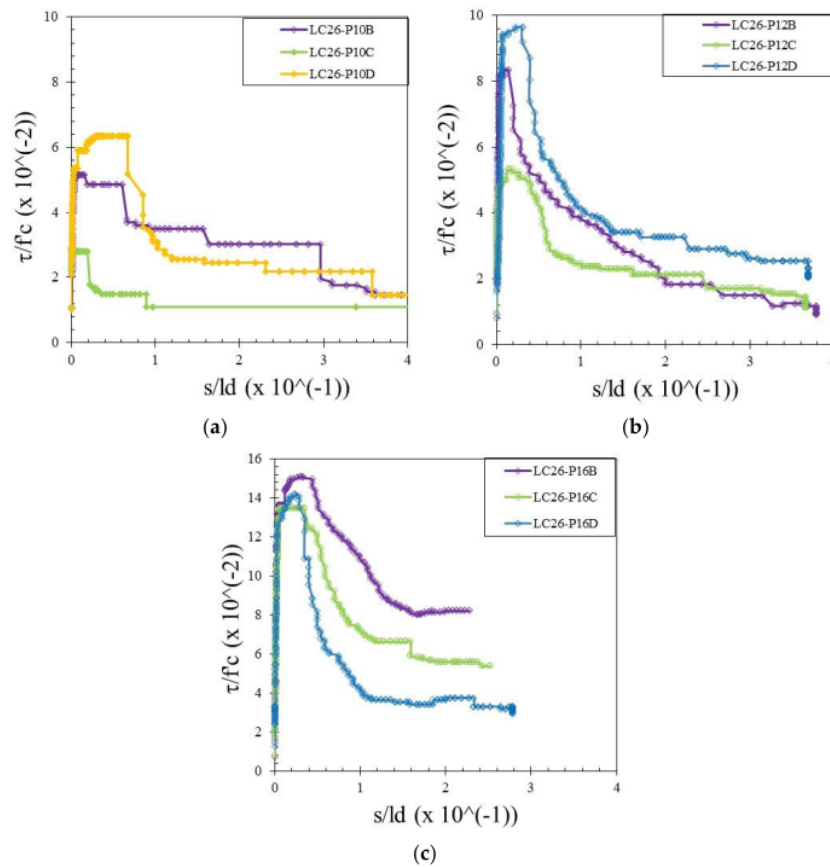 10
8
6
4
2
0
τ/f'c (x 10^(-2))
0
1
2
3
4
s/ld (x 10^(-1))
LC26-P10B
LC26-P10C
LC26-P10D
(a)
10
8
6
4
2
0
τ/f'c (x 10^(-2))
0
1
2
3
s/ld (x 10^(-1))
LC26-P12B
LC26-P12C
LC26-P12D
(b)
16
14
12
10
8
6
4
2
0
τ/f'c (x 10^(-2))
0
1
2
3
4
s/ld (x 10^(-1))
LC26-P16B
LC26-P16C
LC26-P16D
(c)